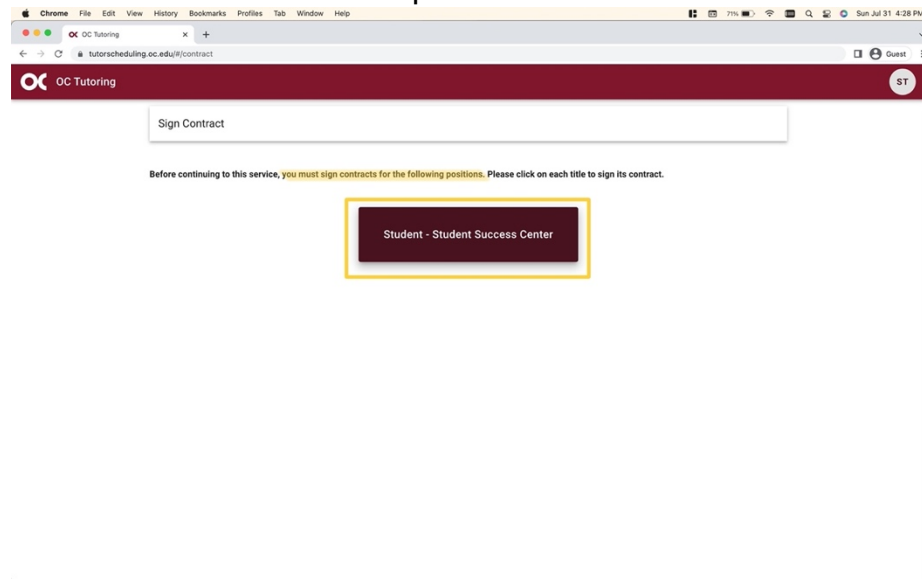 Chrome File Edit View History Bookmarks Profiles Tab Window Help 71% Sun Jul 31 4:28 PM
OC Tutoring
tutorscheduling.oc.edu/#/contract Guest
OC OC Tutoring ST
Sign Contract
Before continuing to this service, you must sign contracts for the following positions. Please click on each title to sign its contract.
Student - Student Success Center